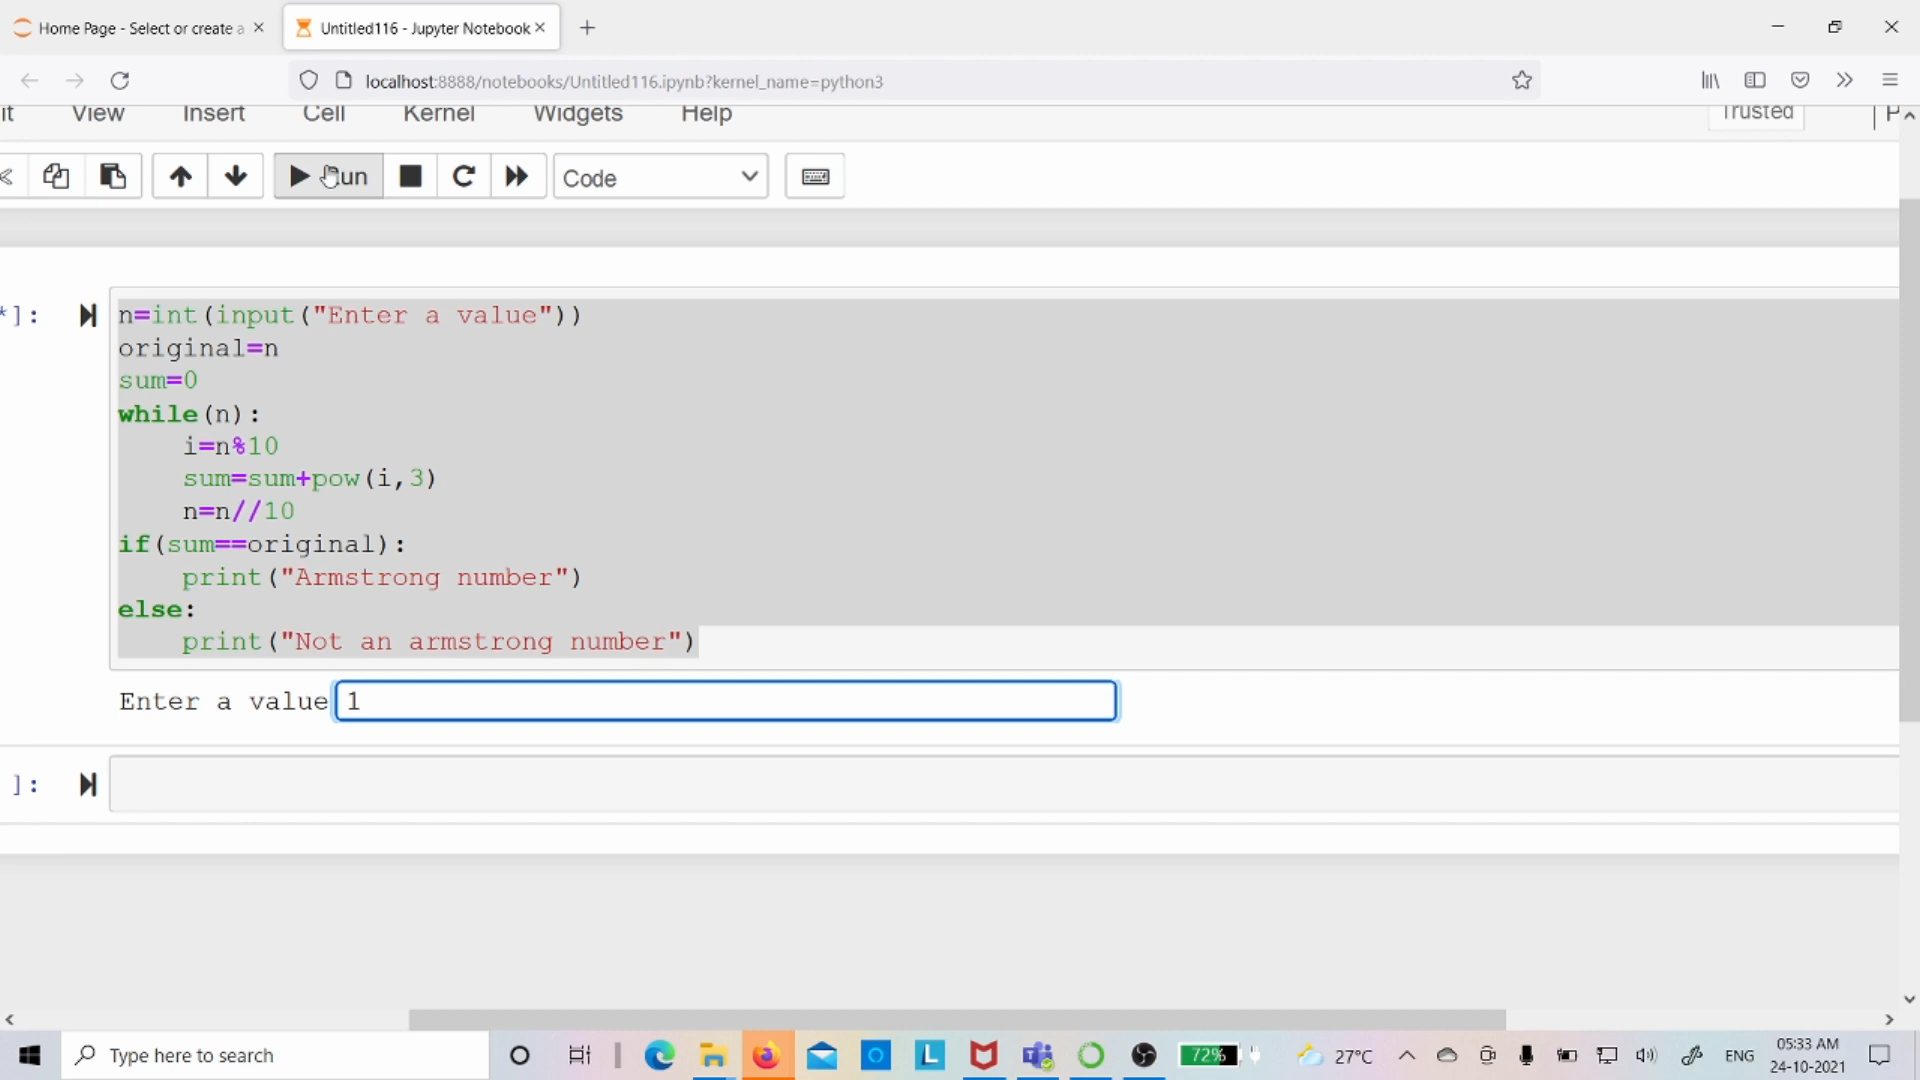 Home Page - Select or create a
Untitled116 - Jupyter Notebook
localhost:8888/notebooks/Untitled116.ipynb?kernel_name=python3
it View Insert Cell Kernel Widgets Help Trusted P
Run Code
*]:
n=int(input("Enter a value"))
original=n
sum=0
while(n):
    i=n%10
    sum=sum+pow(i,3)
    n=n//10
if(sum==original):
    print("Armstrong number")
else:
    print("Not an armstrong number")
Enter a value 1
]:
Type here to search
72%
27°C
ENG
05:33 AM
24-10-2021